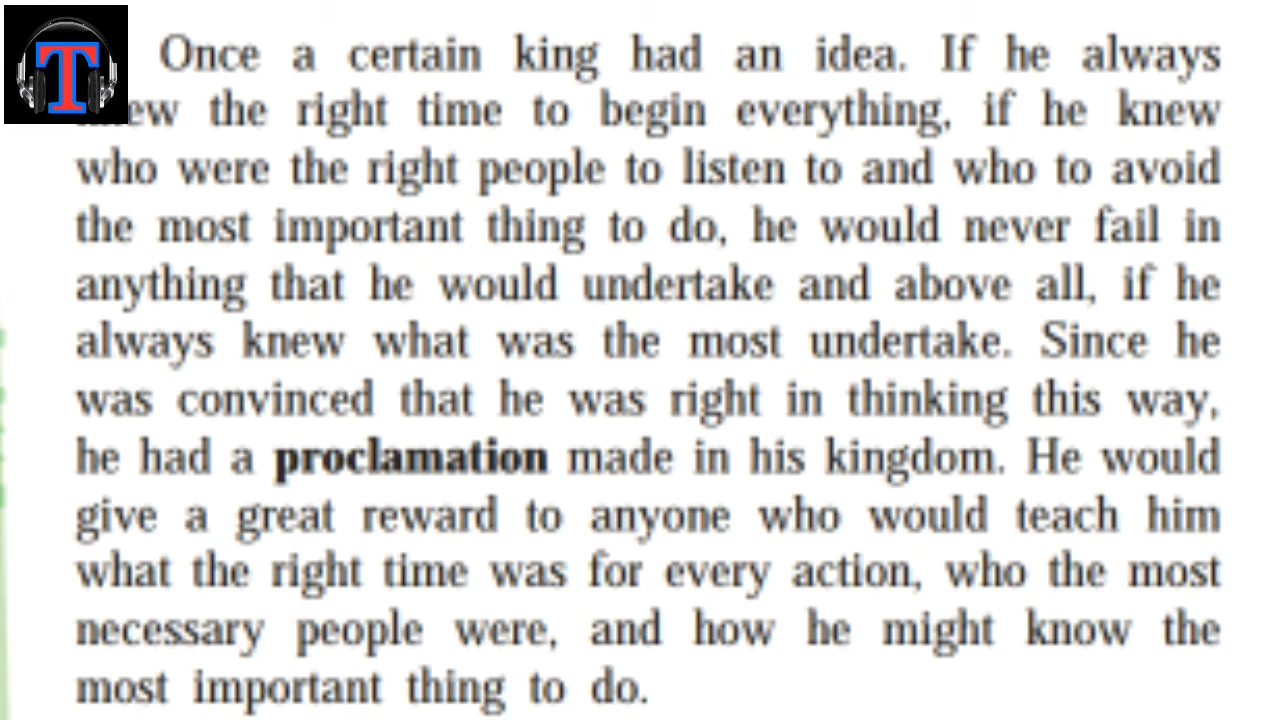 T
Once a certain king had an idea. If he always
knew the right time to begin everything, if he knew
who were the right people to listen to and who to avoid
the most important thing to do, he would never fail in
anything that he would undertake and above all, if he
always knew what was the most undertake. Since he
was convinced that he was right in thinking this way,
he had a proclamation made in his kingdom. He would
give a great reward to anyone who would teach him
what the right time was for every action, who the most
necessary people were, and how he might know the
most important thing to do.